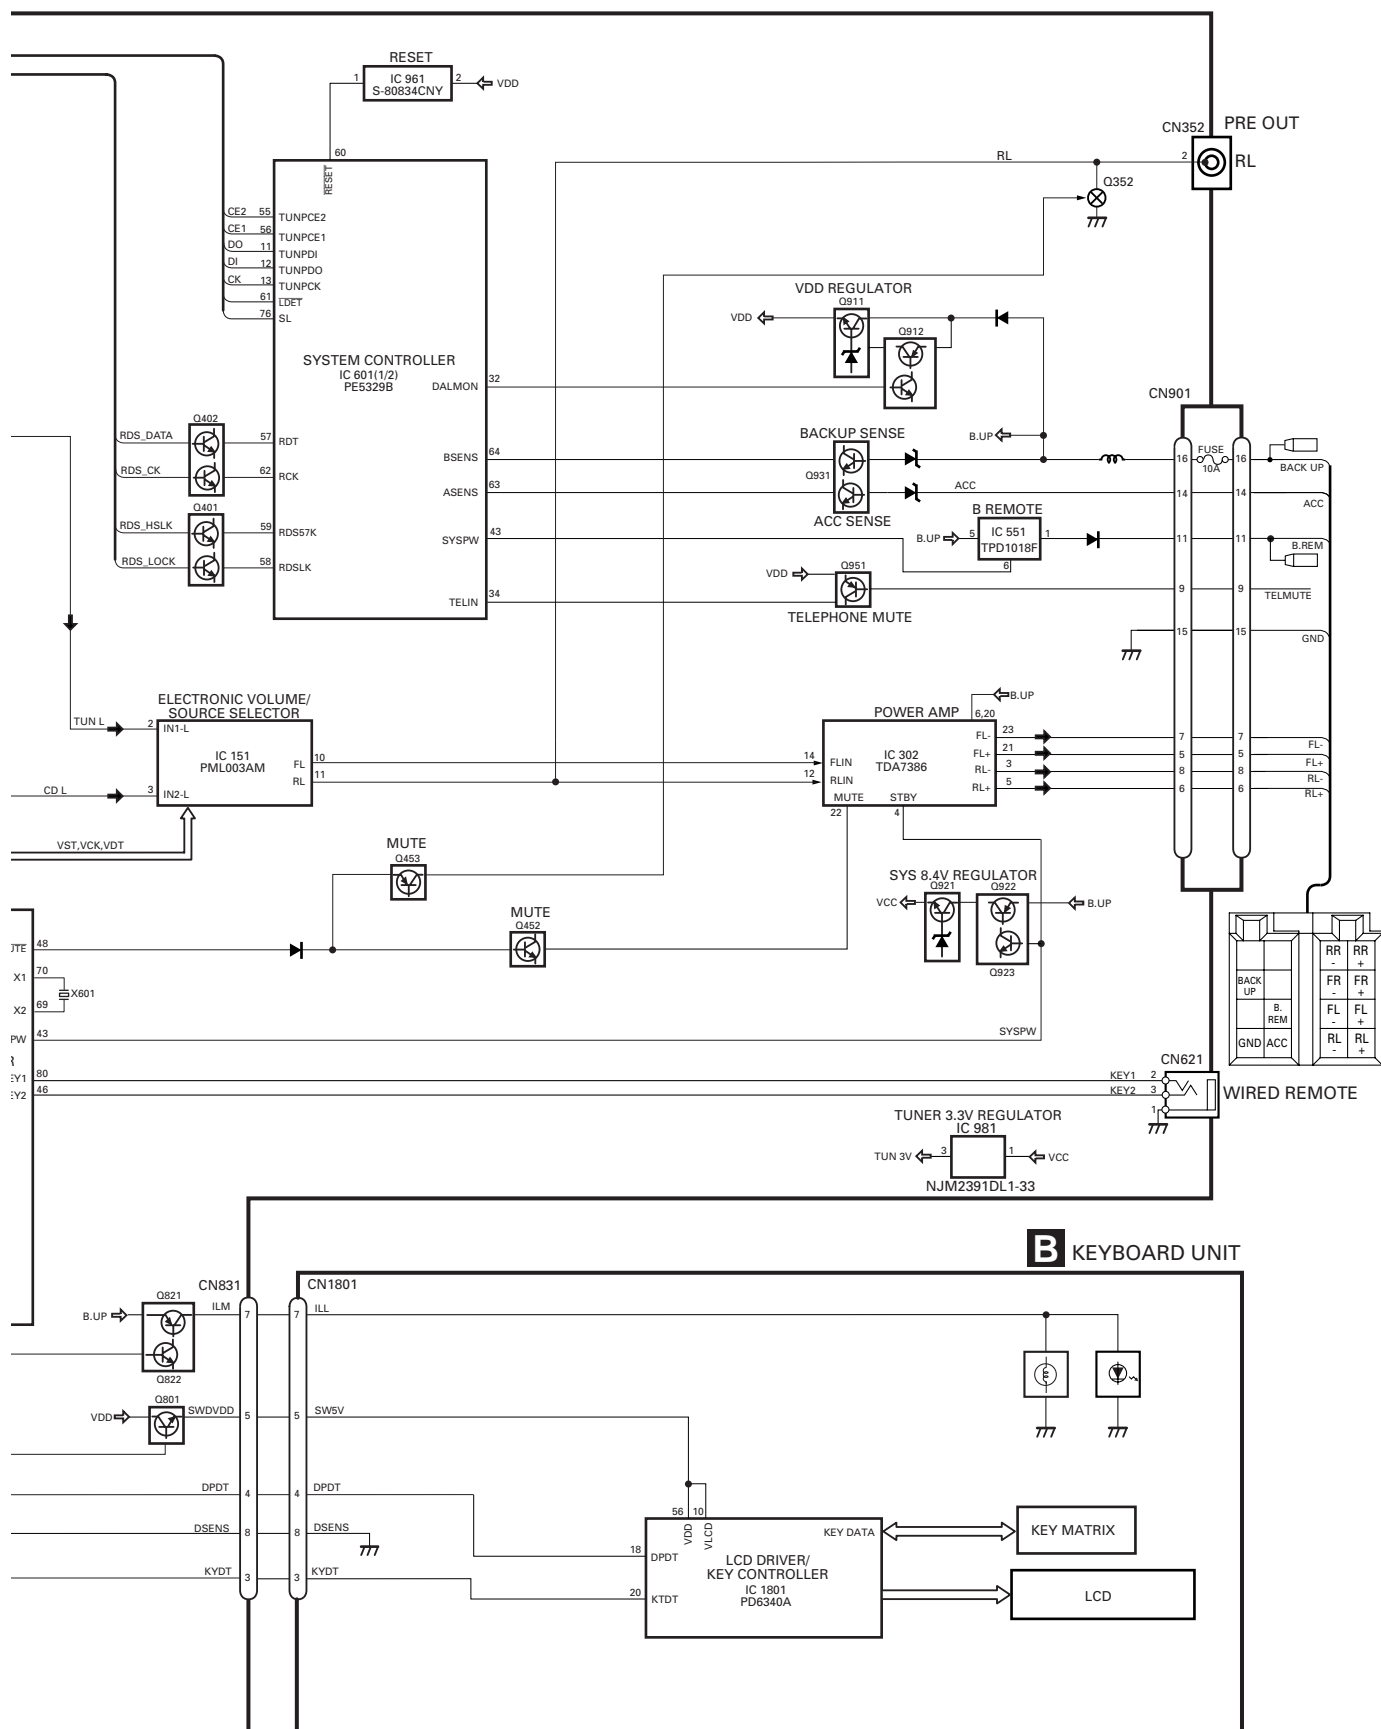 RESET
1
IC 961
S-80834CNY
2
VDD
60
RESET
CN352
PRE OUT
RL
2
RL
Q352
CE2
55
TUNPCE2
CE1
56
TUNPCE1
DO
11
TUNPDI
DI
12
TUNPDO
CK
13
TUNPCK
61
LDET
76
SL
SYSTEM CONTROLLER
IC 601(1/2)
PE5329B
VDD REGULATOR
Q911
VDD
Q912
DALMON
32
CN901
Q402
RDS_DATA
57
RDT
RDS_CK
62
RCK
Q401
RDS_HSLK
59
RDS57K
RDS_LOCK
58
RDSLK
BSENS
64
BACKUP SENSE
B.UP
Q931
16
FUSE
10A
16
BACK UP
ASENS
63
ACC SENSE
ACC
14
14
ACC
B REMOTE
SYSPW
43
B.UP
5
IC 551
TPD1018F
1
6
11
11
B.REM
VDD
Q951
TELIN
34
TELEPHONE MUTE
9
9
TELMUTE
15
15
GND
ELECTRONIC VOLUME/
SOURCE SELECTOR
TUN L
2
IN1-L
IC 151
PML003AM
FL
10
RL
11
CD L
3
IN2-L
VST,VCK,VDT
POWER AMP
B.UP
6,20
14
FLIN
12
RLIN
IC 302
TDA7386
FL-
23
FL+
21
RL-
3
RL+
5
MUTE
STBY
22
4
7
7
FL-
5
5
FL+
8
8
RL-
6
6
RL+
MUTE
Q453
SYS 8.4V REGULATOR
Q921
Q922
VCC
B.UP
Q923
MUTE
Q452
UTE
48
X1
70
X601
X2
69
PW
43
SYSPW
R
EY1
80
KEY1
2
EY2
46
KEY2
3
1
CN621
WIRED REMOTE
BACK
UP
B.
REM
GND
ACC
RR
-
RR
+
FR
-
FR
+
FL
-
FL
+
RL
-
RL
+
TUNER 3.3V REGULATOR
IC 981
TUN 3V
3
1
VCC
NJM2391DL1-33
B
KEYBOARD UNIT
CN831
CN1801
Q821
B.UP
ILM
7
7
ILL
Q822
Q801
VDD
SWDVDD
5
5
SW5V
DPDT
4
4
DPDT
DSENS
8
8
DSENS
KYDT
3
3
KYDT
56
10
VDD
VLCD
KEY DATA
KEY MATRIX
18
DPDT
LCD DRIVER/
KEY CONTROLLER
IC 1801
PD6340A
20
KTDT
LCD